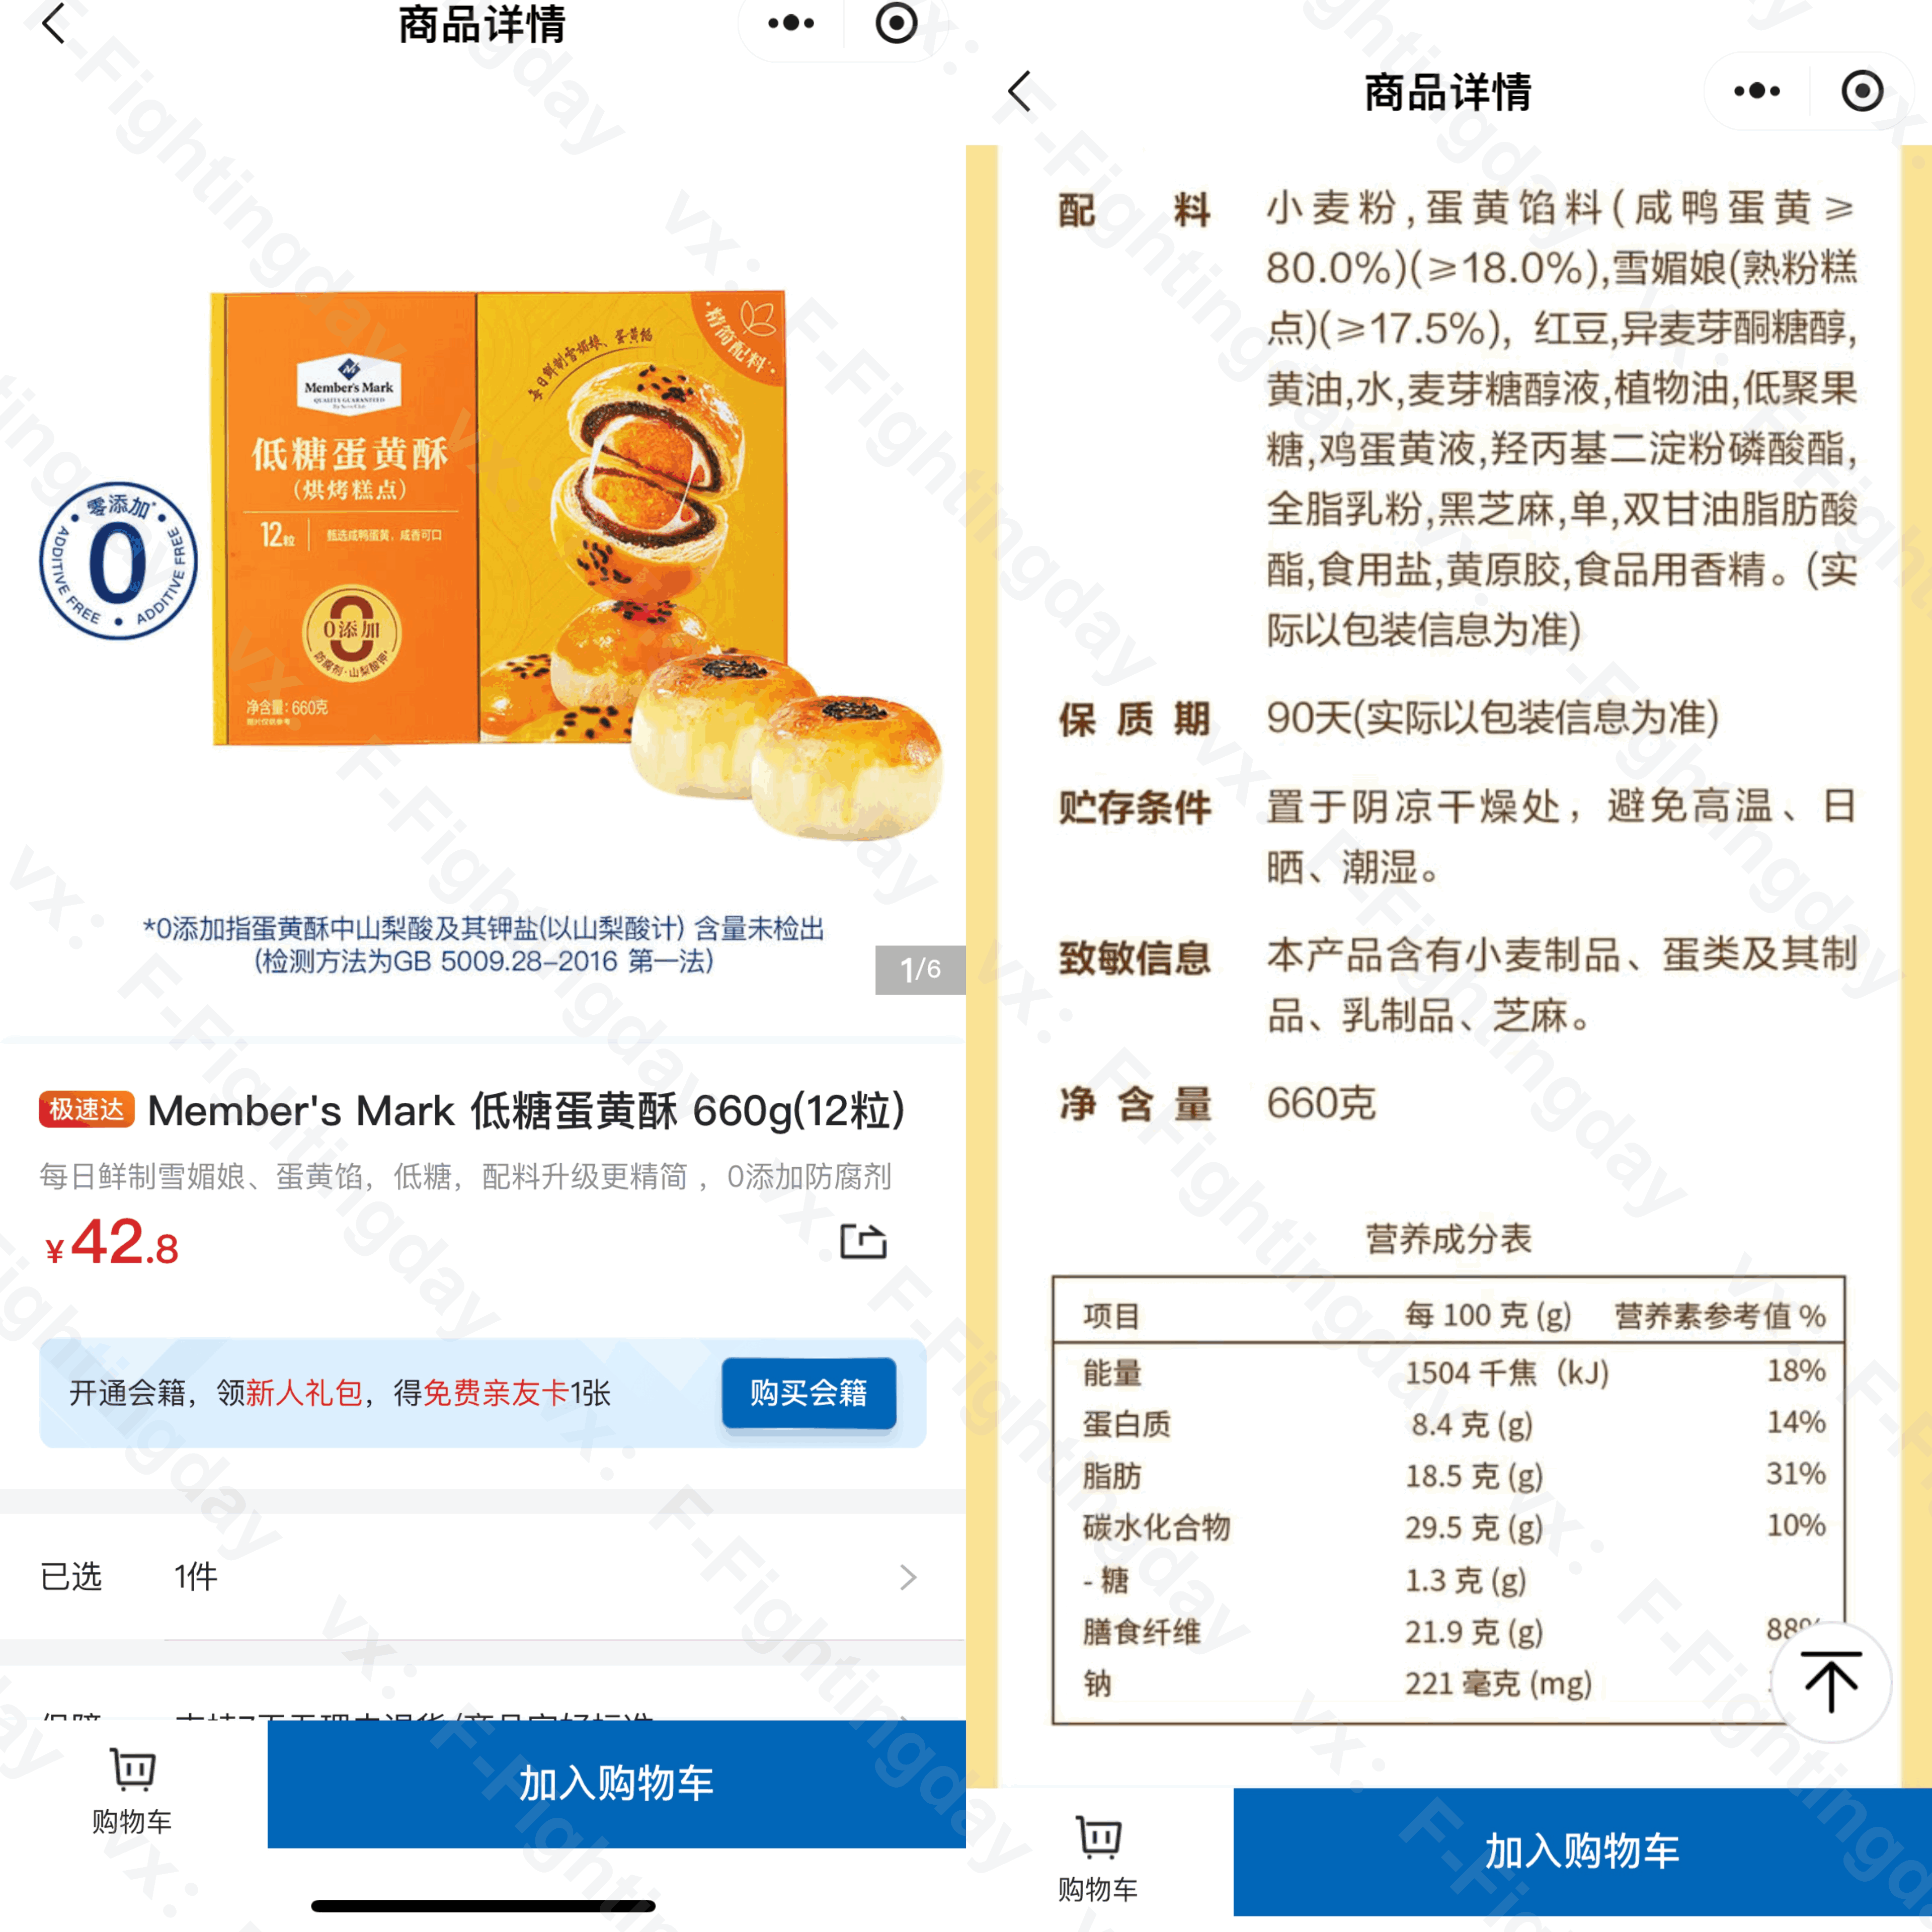 商品详情
Member's Mark
QUALITY GUARANTEED
By Sam's Club
低糖蛋黄酥
(烘烤糕点)
12粒
甄选咸鸭蛋黄，咸香可口
0添加
防腐剂·山梨酸钾*
净含量：660克
图片仅供参考
每日鲜制雪媚娘、蛋黄馅
·精简配料·
零添加*
0
ADDITIVE FREE • ADDITIVE FREE
*0添加指蛋黄酥中山梨酸及其钾盐(以山梨酸计) 含量未检出
(检测方法为GB 5009.28-2016 第一法)
1/6
极速达 Member's Mark 低糖蛋黄酥 660g(12粒)
每日鲜制雪媚娘、蛋黄馅，低糖，配料升级更精简 ，0添加防腐剂
¥42.8
开通会籍，领新人礼包，得免费亲友卡1张
购买会籍
已选 1件
购物车
加入购物车
商品详情
配料 小麦粉,蛋黄馅料(咸鸭蛋黄≥
80.0%)(≥18.0%),雪媚娘(熟粉糕
点)(≥17.5%), 红豆,异麦芽酮糖醇,
黄油,水,麦芽糖醇液,植物油,低聚果
糖,鸡蛋黄液,羟丙基二淀粉磷酸酯,
全脂乳粉,黑芝麻,单,双甘油脂肪酸
酯,食用盐,黄原胶,食品用香精。(实
际以包装信息为准)
保质期 90天(实际以包装信息为准)
贮存条件 置于阴凉干燥处，避免高温、日
晒、潮湿。
致敏信息 本产品含有小麦制品、蛋类及其制
品、乳制品、芝麻。
净含量 660克
营养成分表
项目 每 100 克 (g) 营养素参考值 %
能量 1504 千焦（kJ) 18%
蛋白质 8.4 克 (g) 14%
脂肪 18.5 克 (g) 31%
碳水化合物 29.5 克 (g) 10%
- 糖 1.3 克 (g)
膳食纤维 21.9 克 (g) 88%
钠 221 毫克 (mg)
购物车
加入购物车
vx: F-Fightingday